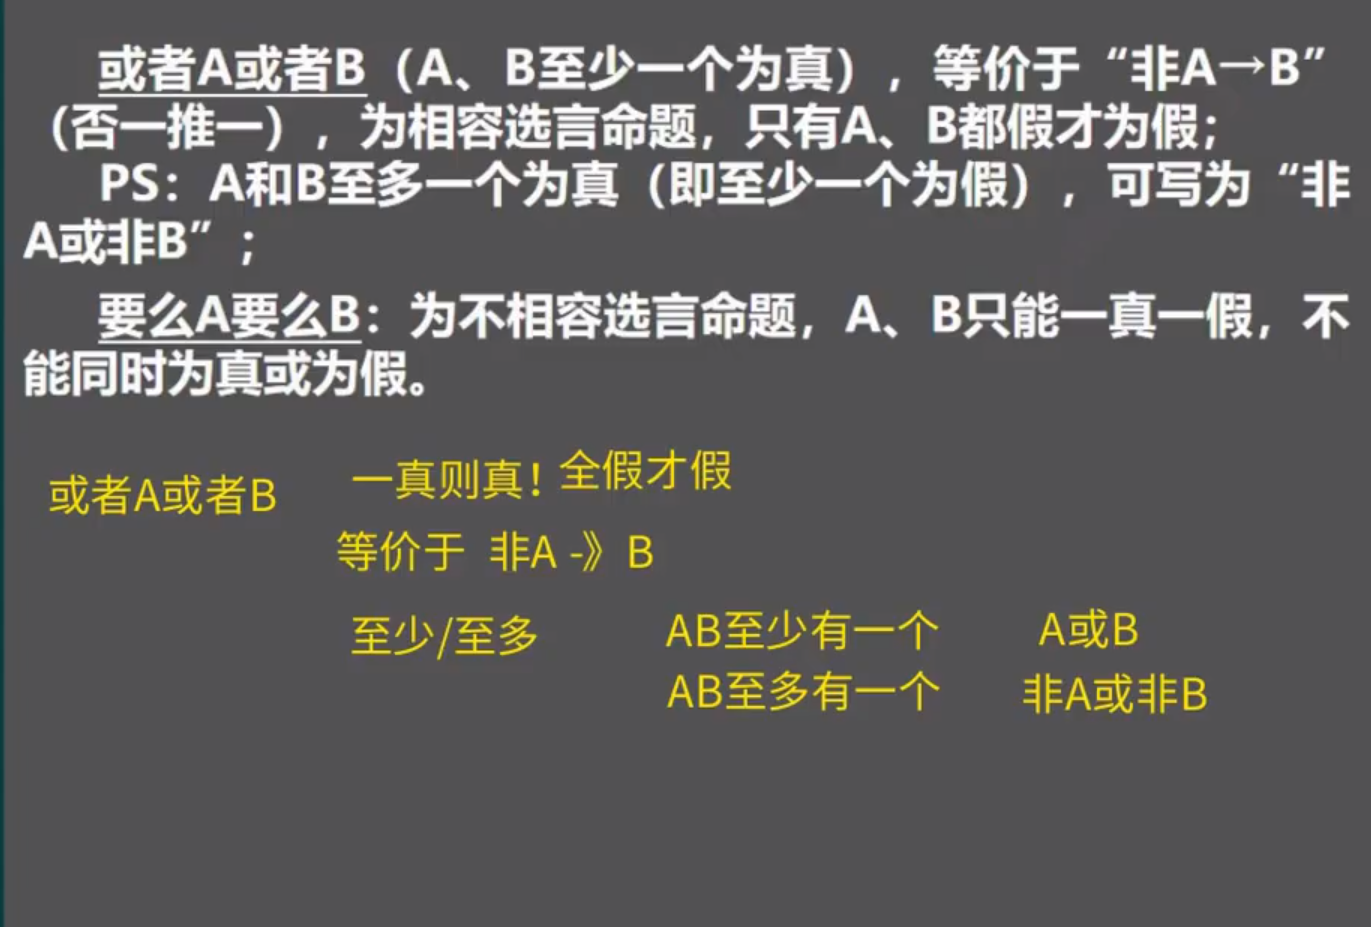 或者A或者B（A、B至少一个为真），等价于“非A→B”
（否一推一），为相容选言命题，只有A、B都假才为假；
PS：A和B至多一个为真（即至少一个为假），可写为“非
A或非B”；
要么A要么B：为不相容选言命题，A、B只能一真一假，不
能同时为真或为假。
或者A或者B 一真则真！全假才假
等价于 非A -》B
至少/至多 AB至少有一个 A或B
AB至多有一个 非A或非B